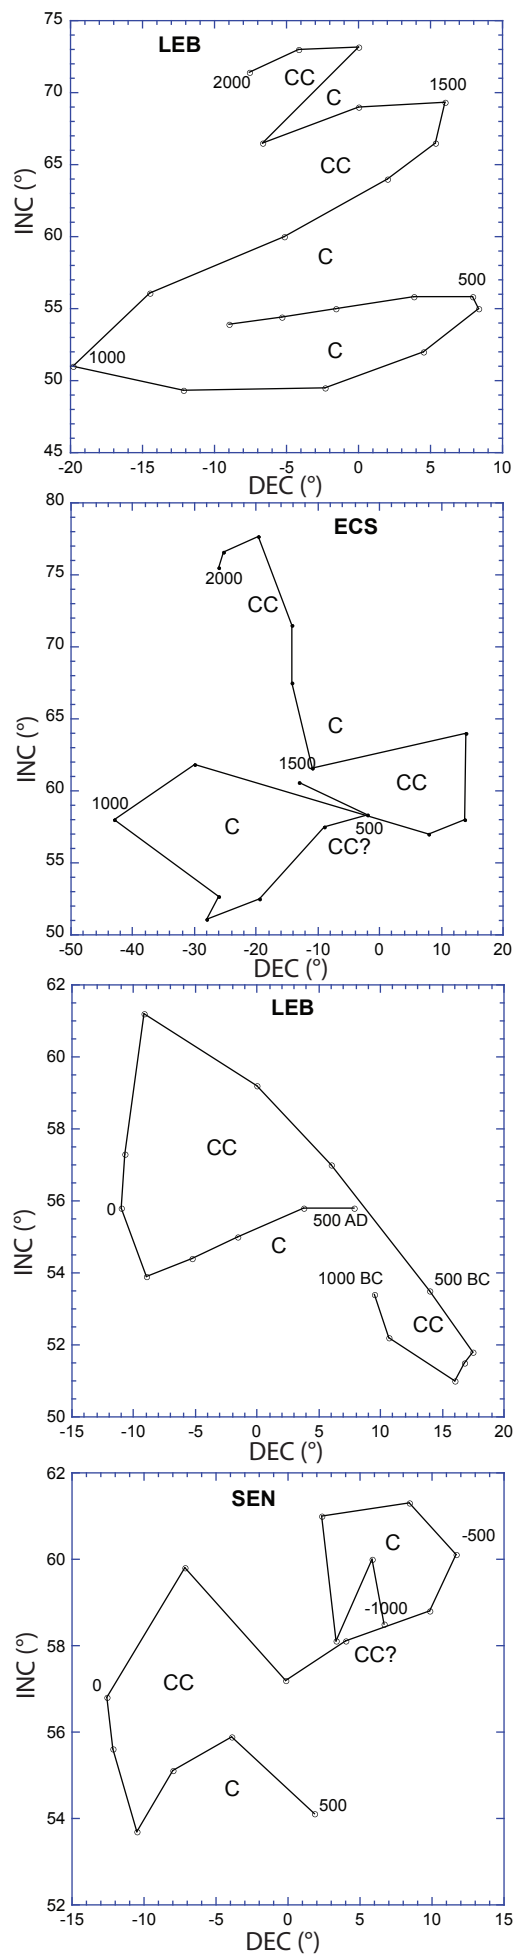 75
LEB
2000
CC
70
C
1500
65
CC
INC (°)
60
C
500
55
C
1000
50
45
-20 -15 -10 -5 0 5 10
DEC (°)
80
ECS
75
2000
CC
70
INC (°)
65
C
1500
CC
60
1000
C
500
CC?
55
50
-50 -40 -30 -20 -10 0 10 20
DEC (°)
62
LEB
60
58
CC
INC (°)
56
0
500 AD
C
54
1000 BC
500 BC
CC
52
50
-15 -10 -5 0 5 10 15 20
DEC (°)
62
SEN
C
-500
60
-1000
58
CC?
INC (°)
CC
0
56
C
500
54
52
-15 -10 -5 0 5 10 15
DEC (°)